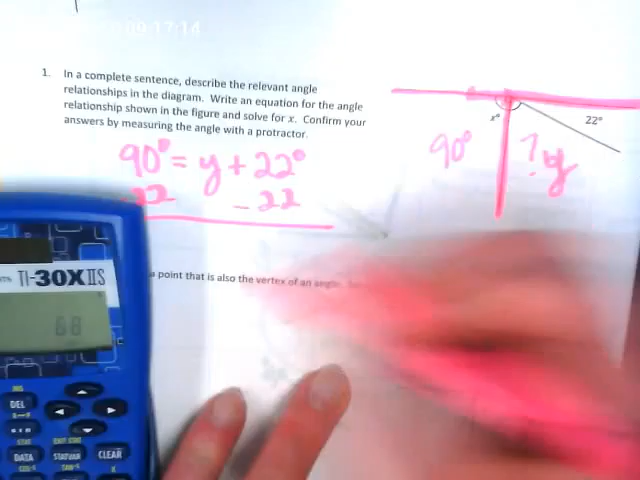 09:17:14
1. In a complete sentence, describe the relevant angle
relationships in the diagram. Write an equation for the angle
relationship shown in the figure and solve for x. Confirm your
answers by measuring the angle with a protractor.
x°
22°
90°
? y
90° = y + 22°
-22 -22
a point that is also the vertex of an angle.
TI-30X IIS
68
DEL
DATA
STATVAR
CLEAR